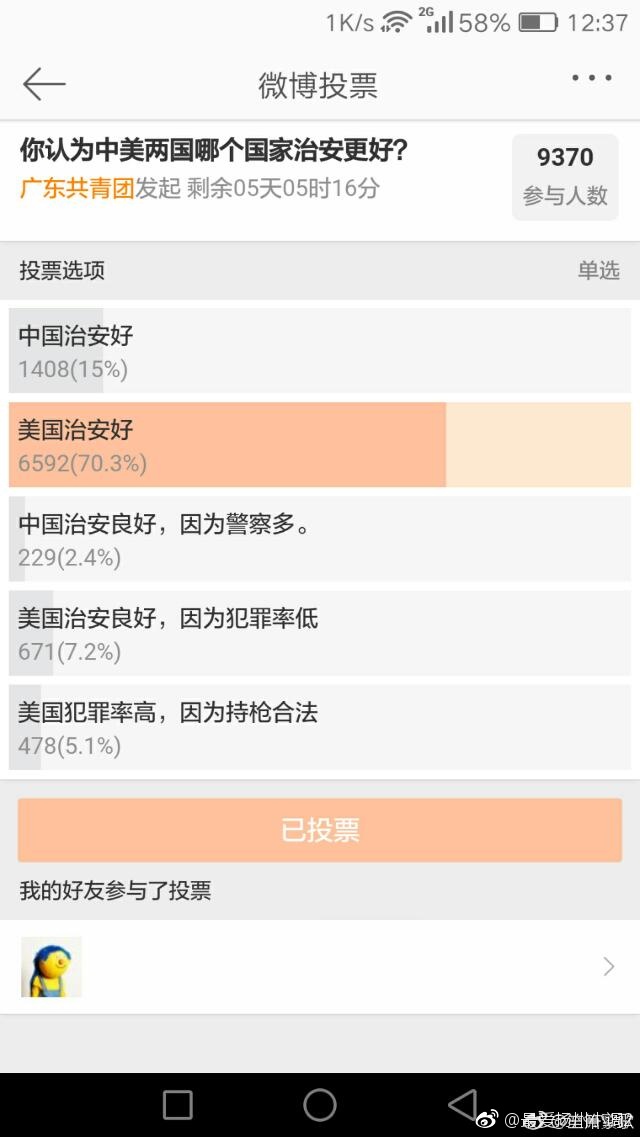 1K/s 2G 58% 12:37
微博投票
你认为中美两国哪个国家治安更好?
广东共青团发起 剩余05天05时16分
9370
参与人数
投票选项 单选
中国治安好
1408(15%)
美国治安好
6592(70.3%)
中国治安良好，因为警察多。
229(2.4%)
美国治安良好，因为犯罪率低
671(7.2%)
美国犯罪率高，因为持枪合法
478(5.1%)
已投票
我的好友参与了投票